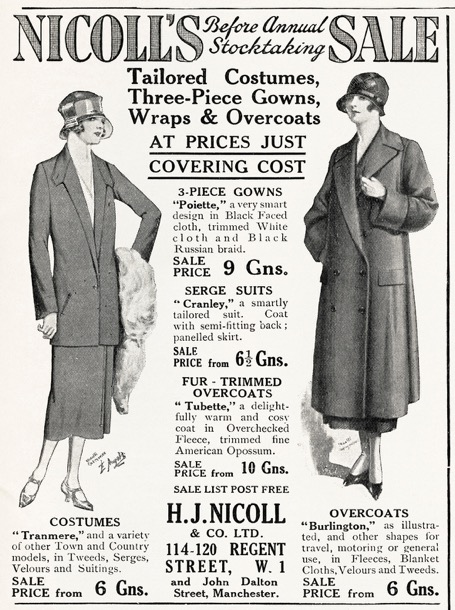 NICOLL'S Before Annual Stocktaking SALE
Tailored Costumes,
Three-Piece Gowns,
Wraps & Overcoats
AT PRICES JUST
COVERING COST
3-PIECE GOWNS
"Poiette," a very smart
design in Black Faced
cloth, trimmed White
cloth and Black
Russian braid.
SALE
PRICE 9 Gns.
SERGE SUITS
"Cranley," a smartly
tailored suit. Coat
with semi-fitting back;
panelled skirt.
SALE
PRICE from 6½ Gns.
FUR-TRIMMED
OVERCOATS
"Tubette," a delight-
fully warm and cosy
coat in Overchecked
Fleece, trimmed fine
American Opossum.
SALE
PRICE from 10 Gns.
SALE LIST POST FREE
H.J. NICOLL
& CO. LTD.
114-120 REGENT
STREET, W. 1
and John Dalton
Street, Manchester.
COSTUMES
"Tranmere," and a variety
of other Town and Country
models, in Tweeds, Serges,
Velours and Suitings.
SALE
PRICE from 6 Gns.
OVERCOATS
"Burlington," as illustra-
ted, and other shapes for
travel, motoring or general
use, in Fleeces, Blanket
Cloths, Velours and Tweeds.
SALE
PRICE from 6 Gns.